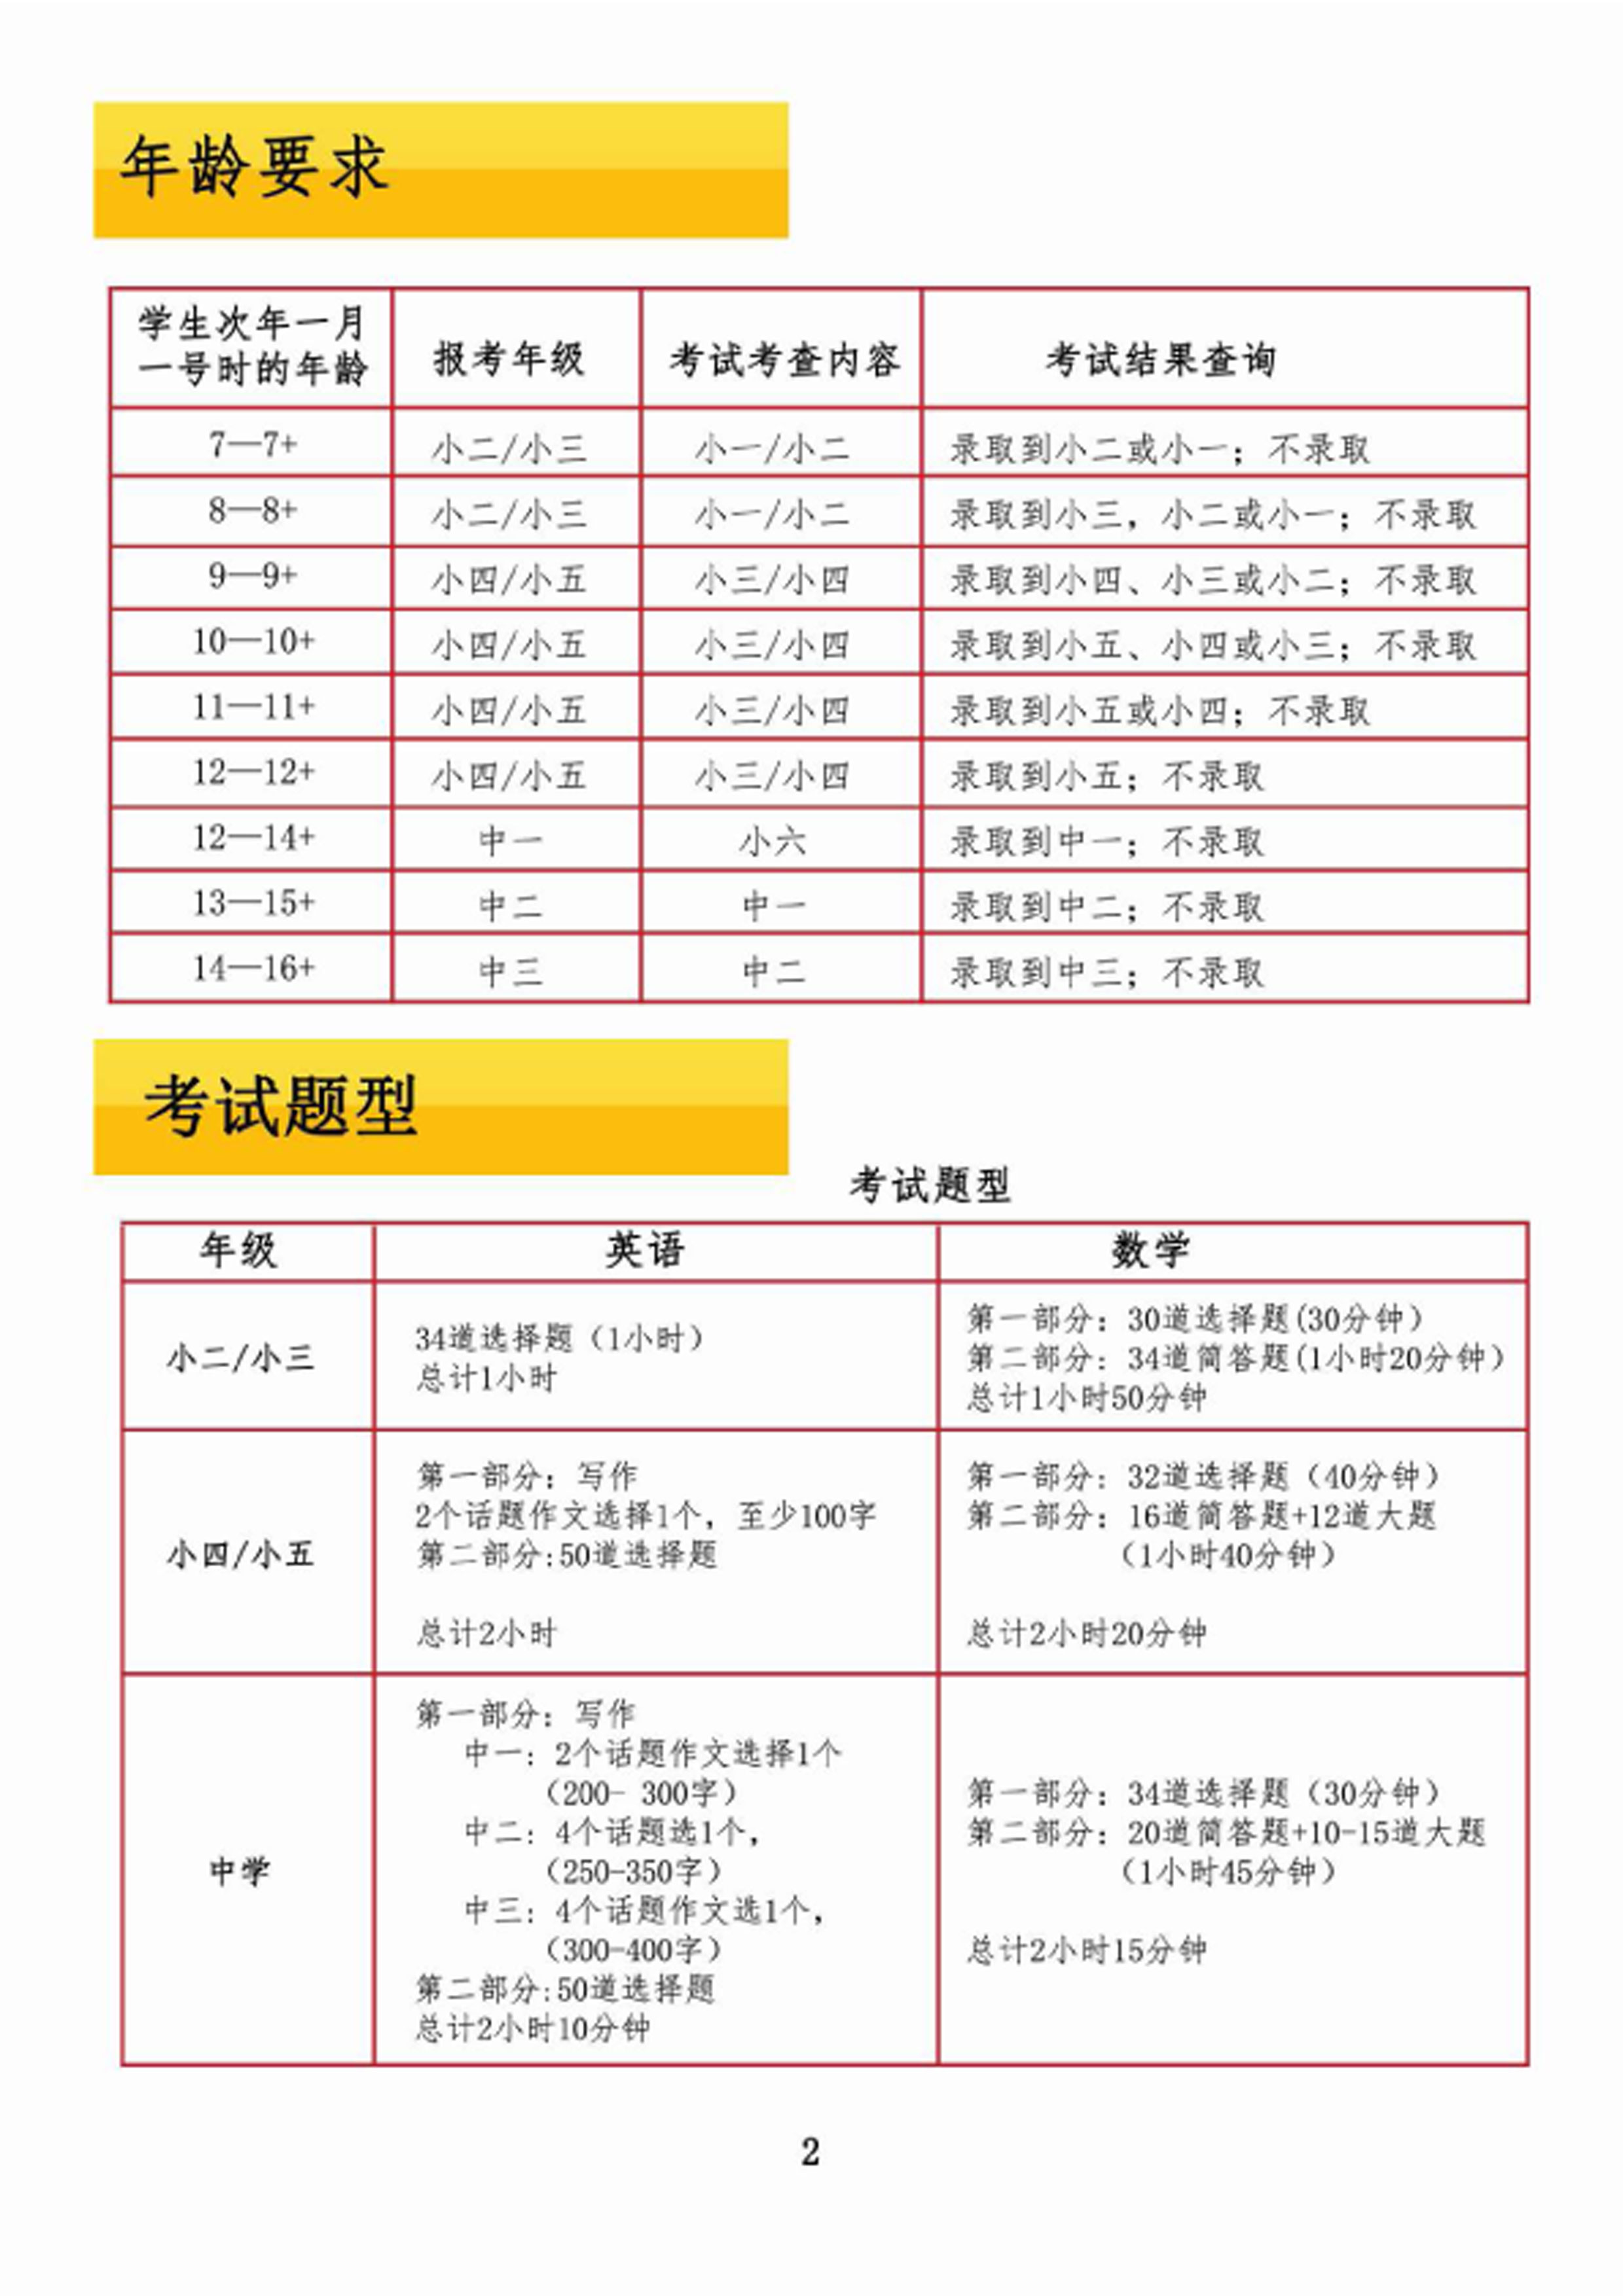 年龄要求
学生次年一月
一号时的年龄
报考年级
考试考查内容
考试结果查询
7—7+ 小二/小三 小一/小二 录取到小二或小一；不录取
8—8+ 小二/小三 小一/小二 录取到小三，小二或小一；不录取
9—9+ 小四/小五 小三/小四 录取到小四、小三或小二；不录取
10—10+ 小四/小五 小三/小四 录取到小五、小四或小三；不录取
11—11+ 小四/小五 小三/小四 录取到小五或小四；不录取
12—12+ 小四/小五 小三/小四 录取到小五；不录取
12—14+ 中一 小六 录取到中一；不录取
13—15+ 中二 中一 录取到中二；不录取
14—16+ 中三 中二 录取到中三；不录取
考试题型
考试题型
年级 英语 数学
小二/小三
34道选择题（1小时）
总计1小时
第一部分：30道选择题(30分钟）
第二部分：34道简答题(1小时20分钟）
总计1小时50分钟
小四/小五
第一部分：写作
2个话题作文选择1个，至少100字
第二部分:50道选择题
总计2小时
第一部分：32道选择题（40分钟）
第二部分：16道简答题+12道大题
（1小时40分钟）
总计2小时20分钟
中学
第一部分：写作
中一：2个话题作文选择1个
（200- 300字）
中二：4个话题选1个，
（250-350字）
中三：4个话题作文选1个，
（300-400字）
第二部分:50道选择题
总计2小时10分钟
第一部分：34道选择题（30分钟）
第二部分：20道简答题+10-15道大题
（1小时45分钟）
总计2小时15分钟
2